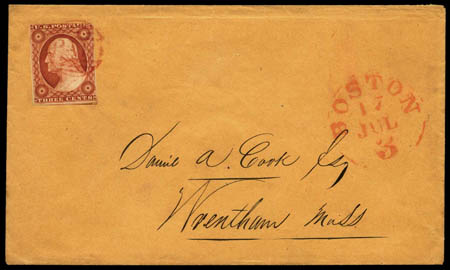 U.S. POSTAGE
THREE CENTS
BOSTON
17
JUL
3
Daniel A. Cook Esq
Wrentham Mass.